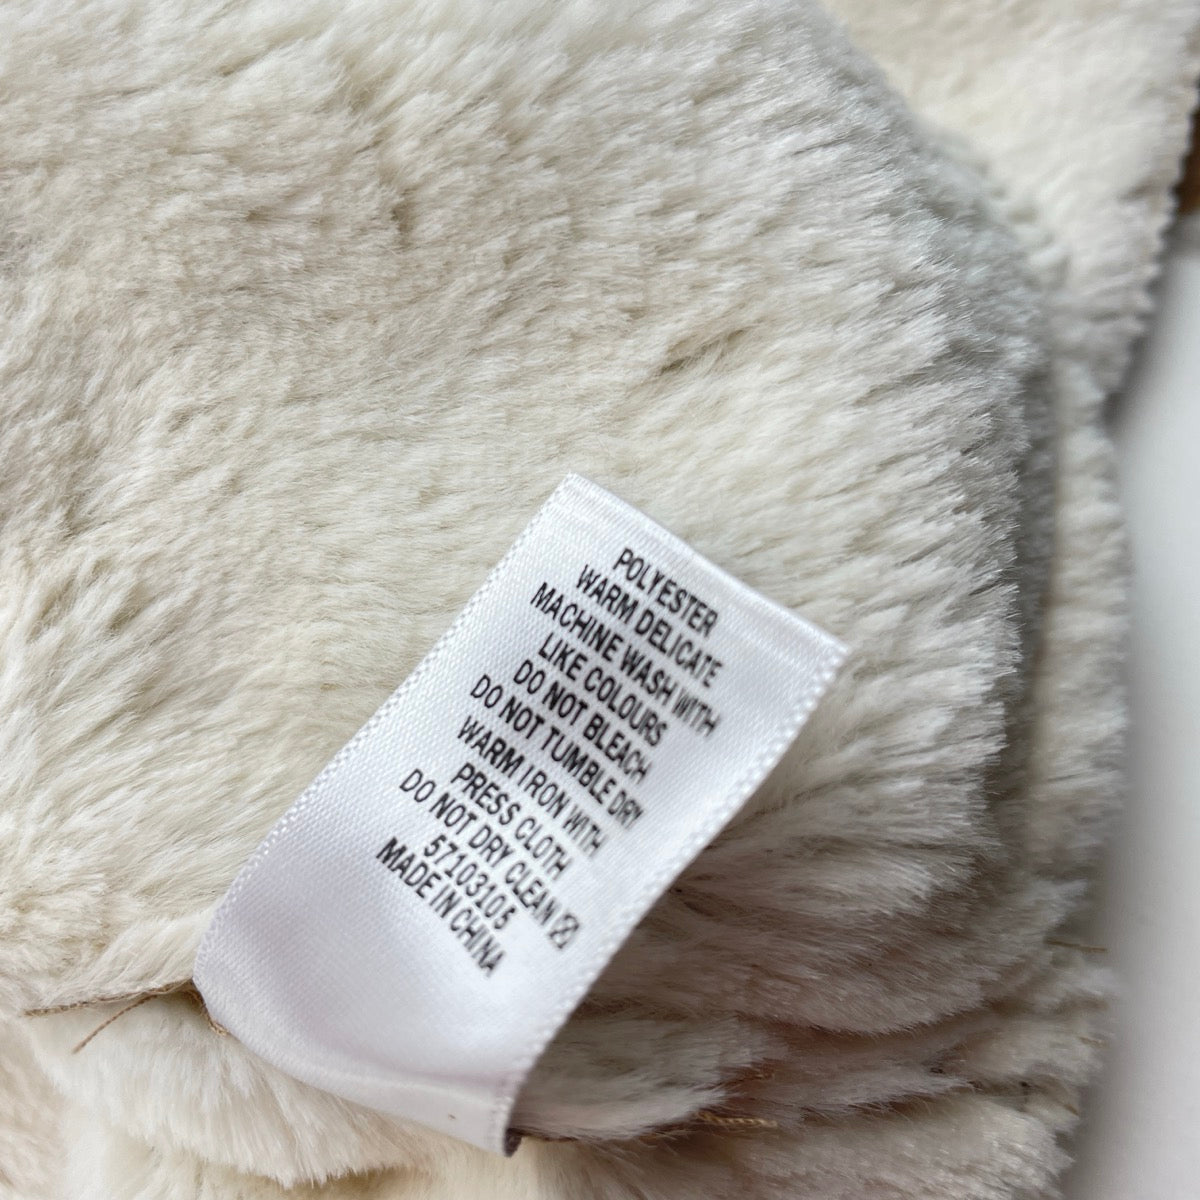 POLYESTER
WARM DELICATE
MACHINE WASH WITH
LIKE COLOURS
DO NOT BLEACH
DO NOT TUMBLE DRY
WARM IRON WITH
PRESS CLOTH
DO NOT DRY CLEAN
57103105
MADE IN CHINA